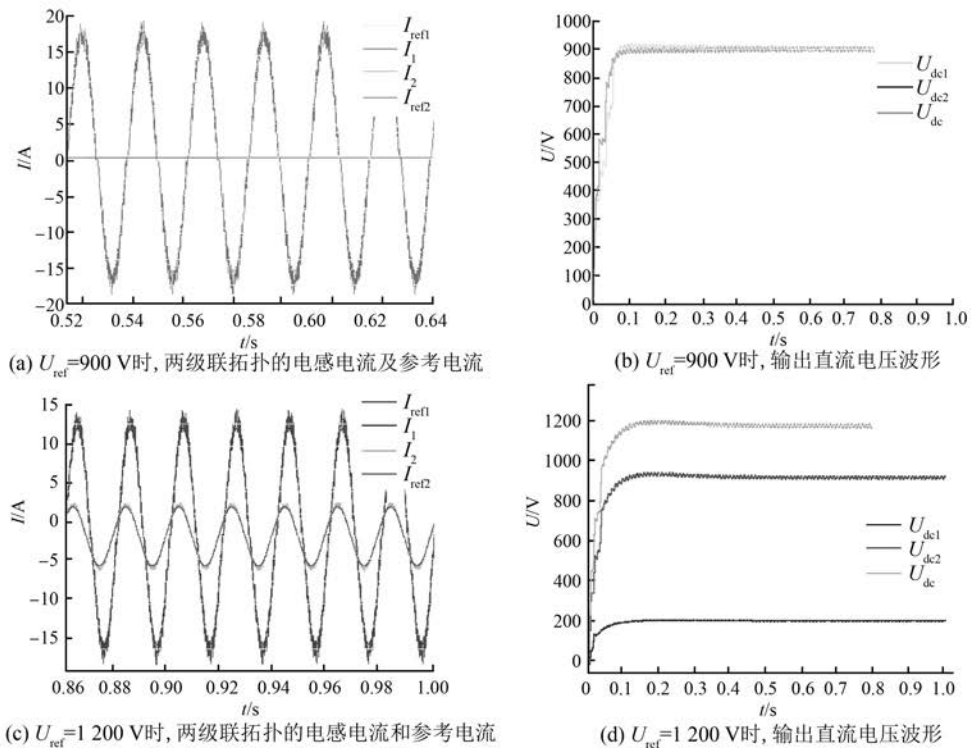 20
15
10
5
0
−5
−10
−15
20
I/A
0.52 0.54 0.56 0.58 0.60 0.62 0.64
t/s
I_ref1
I_1
I_2
I_ref2
(a) U_ref=900 V时, 两级联拓扑的电感电流及参考电流
1000
900
800
700
600
500
400
300
200
100
0
U/V
0 0.1 0.2 0.3 0.4 0.5 0.6 0.7 0.8 0.9 1.0
t/s
U_dc1
U_dc2
U_dc
(b) U_ref=900 V时, 输出直流电压波形
15
10
5
0
−5
−10
−15
I/A
0.86 0.88 0.90 0.92 0.94 0.96 0.98 1.00
t/s
I_ref1
I_1
I_2
I_ref2
(c) U_ref=1 200 V时, 两级联拓扑的电感电流和参考电流
1200
1000
800
600
400
200
0
U/V
0 0.1 0.2 0.3 0.4 0.5 0.6 0.7 0.8 0.9 1.0
t/s
U_dc1
U_dc2
U_dc
(d) U_ref=1 200 V时, 输出直流电压波形